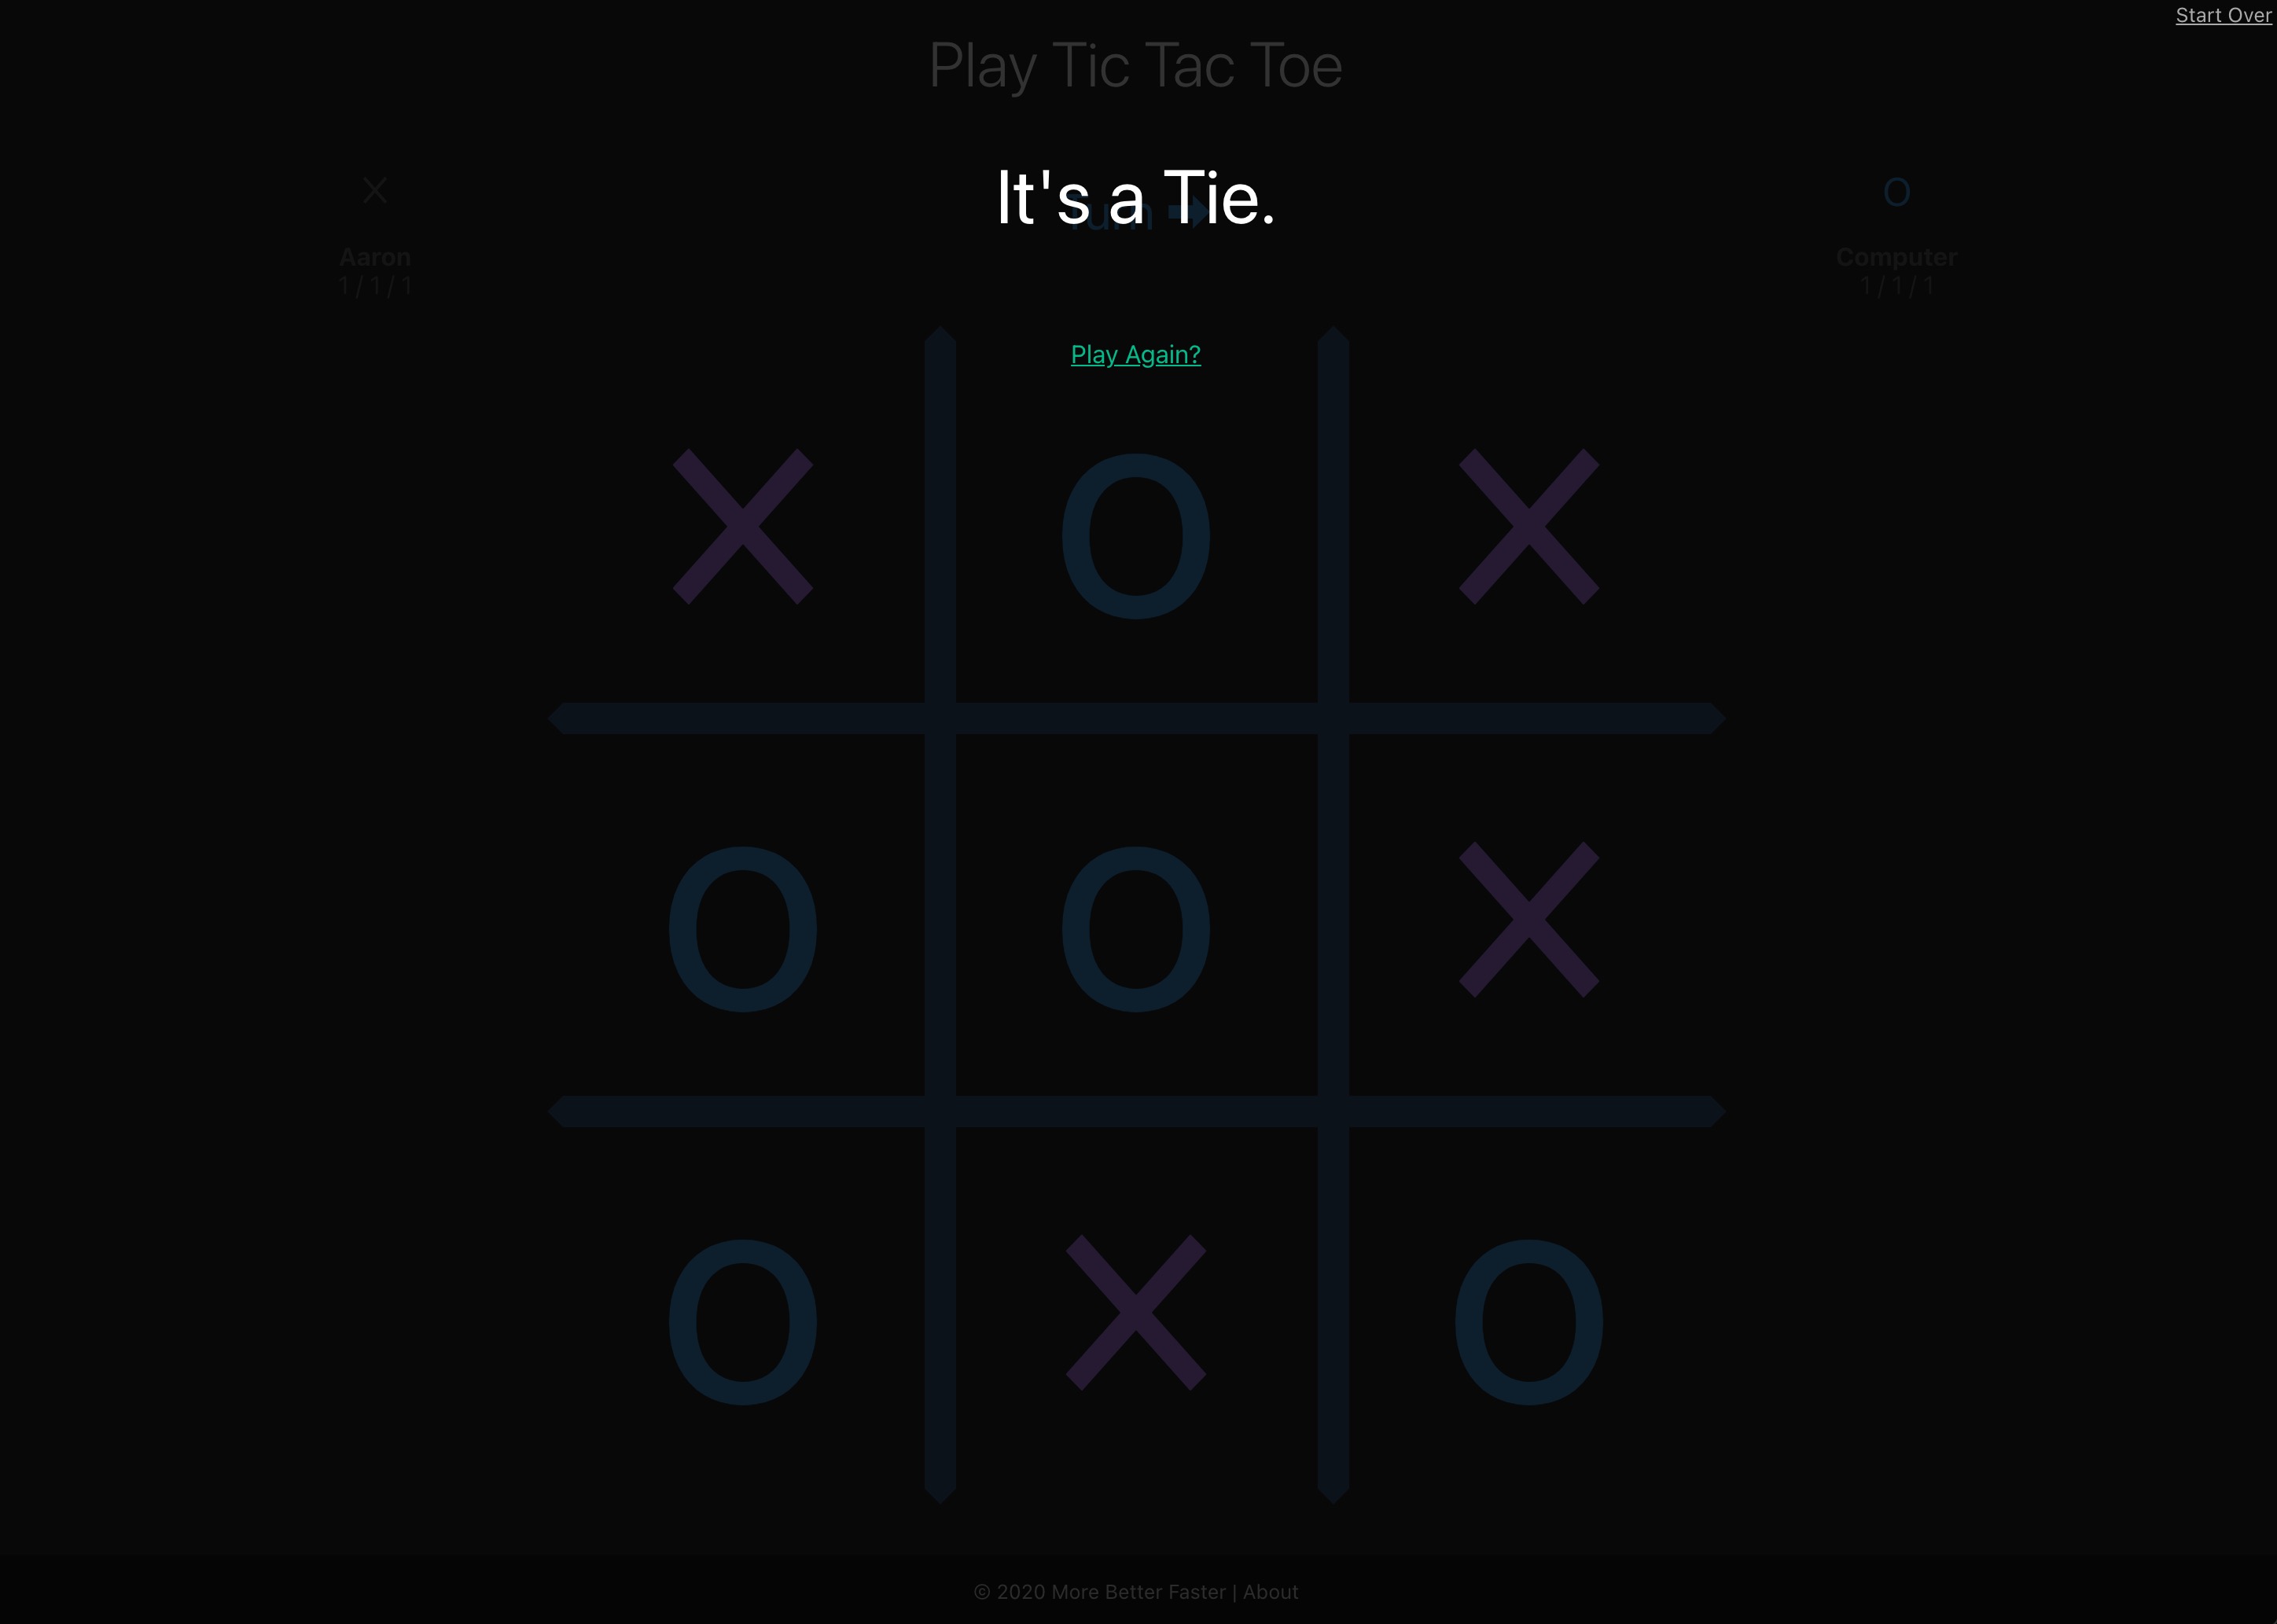 Start Over
Play Tic Tac Toe
It's a Tie.
Turn
X
O
Aaron
1 / 1 / 1
Computer
1 / 1 / 1
Play Again?
X O X
O O X
O X O
© 2020 More Better Faster | About